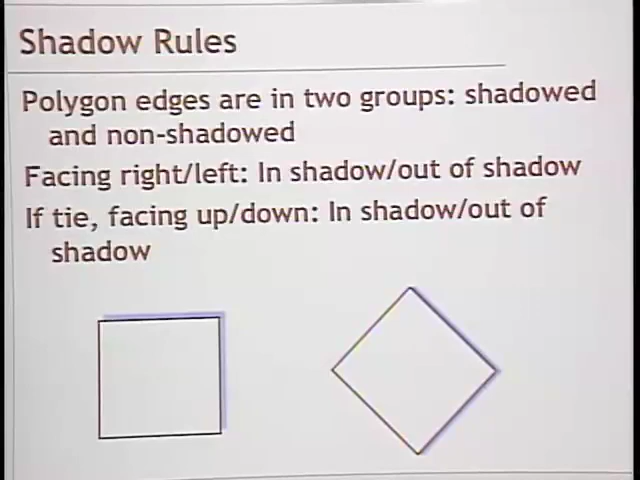 Shadow Rules
Polygon edges are in two groups: shadowed
and non-shadowed
Facing right/left: In shadow/out of shadow
If tie, facing up/down: In shadow/out of
shadow